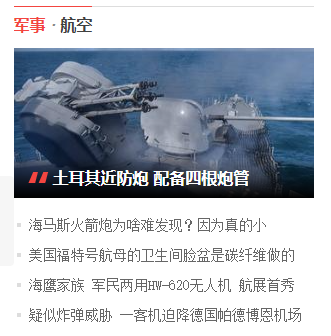 军事·航空
土耳其近防炮 配备四根炮管
海马斯火箭炮为啥难发现？因为真的小
美国福特号航母的卫生间脸盆是碳纤维做的
海鹰家族 军民两用HW-620无人机 航展首秀
疑似炸弹威胁 一客机迫降德国帕德博恩机场